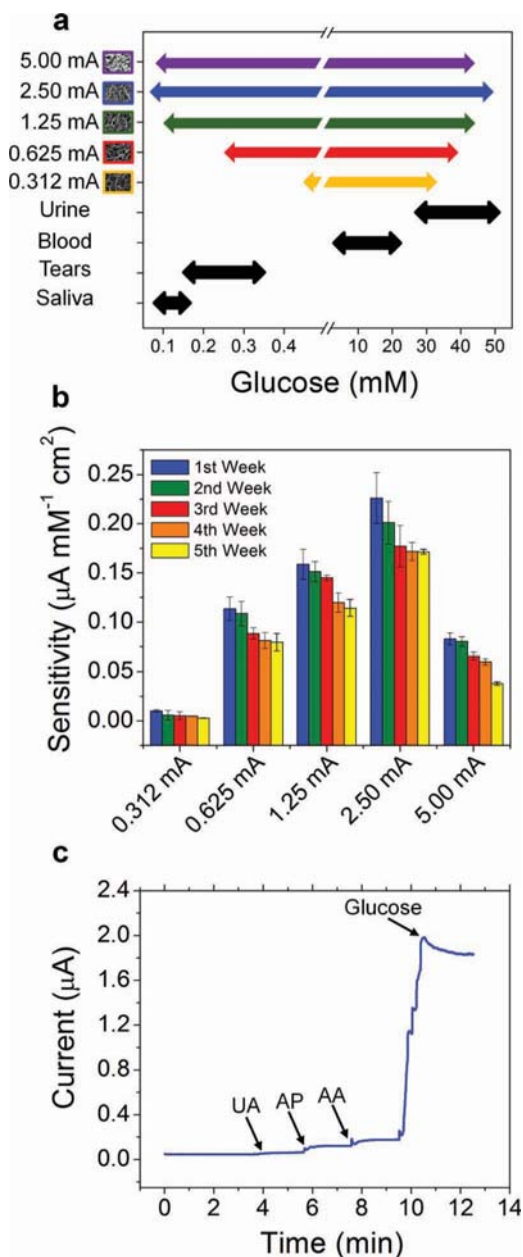 a
5.00 mA
2.50 mA
1.25 mA
0.625 mA
0.312 mA
Urine
Blood
Tears
Saliva
0.1 0.2 0.3 0.4 10 20 30 40 50
Glucose (mM)
b
Sensitivity (µA mM⁻¹ cm²)
0.25
0.20
0.15
0.10
0.05
0.00
1st Week
2nd Week
3rd Week
4th Week
5th Week
0.312 mA 0.625 mA 1.25 mA 2.50 mA 5.00 mA
c
Current (µA)
2.4
2.0
1.6
1.2
0.8
0.4
0.0
Glucose
UA
AP
AA
0 2 4 6 8 10 12 14
Time (min)